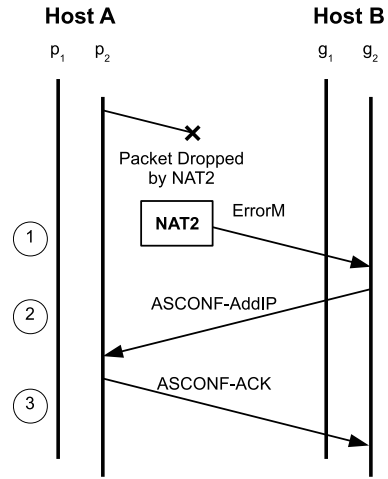 Host A
Host B
p1
p2
g1
g2
Packet Dropped
by NAT2
NAT2
ErrorM
1
ASCONF-AddIP
2
ASCONF-ACK
3